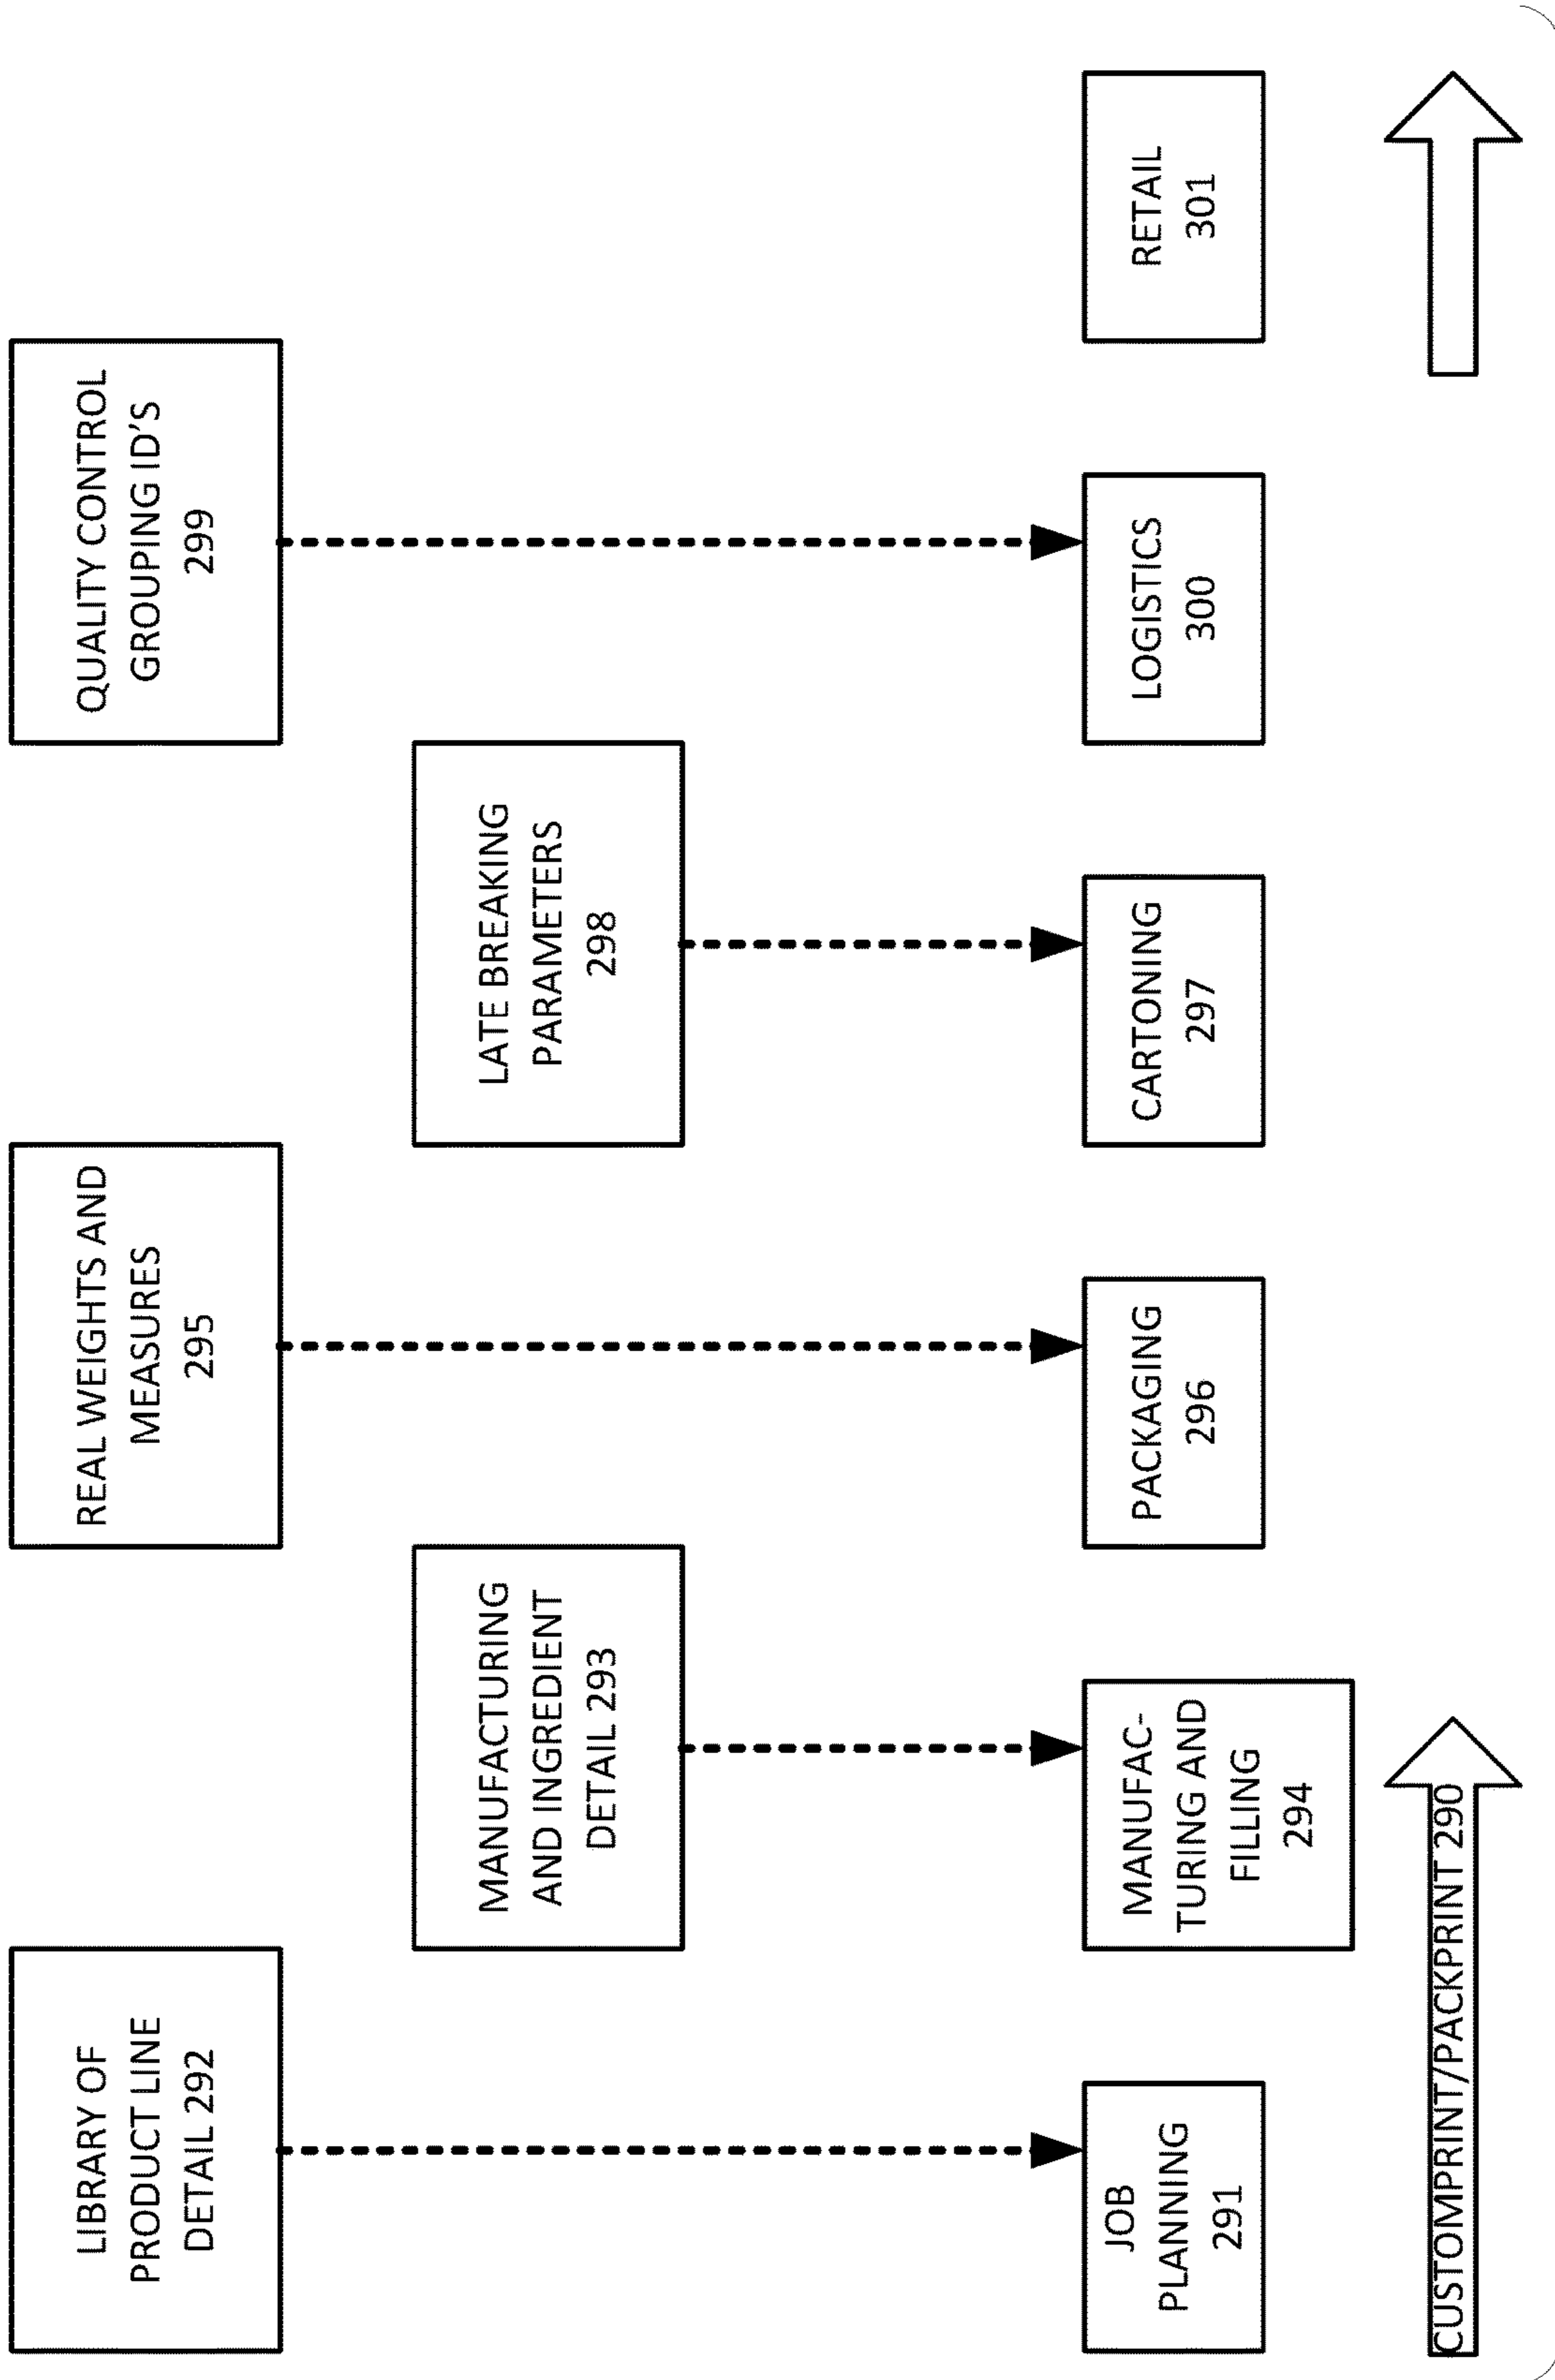 LIBRARY OF
PRODUCT LINE
DETAIL 292
REAL WEIGHTS AND
MEASURES
295
QUALITY CONTROL
GROUPING ID'S
299
MANUFACTURING
AND INGREDIENT
DETAIL 293
LATE BREAKING
PARAMETERS
298
JOB
PLANNING
291
MANUFAC-
TURING AND
FILLING
294
PACKAGING
296
CARTONING
297
LOGISTICS
300
RETAIL
301
CUSTOMPRINT/PACKPRINT 290